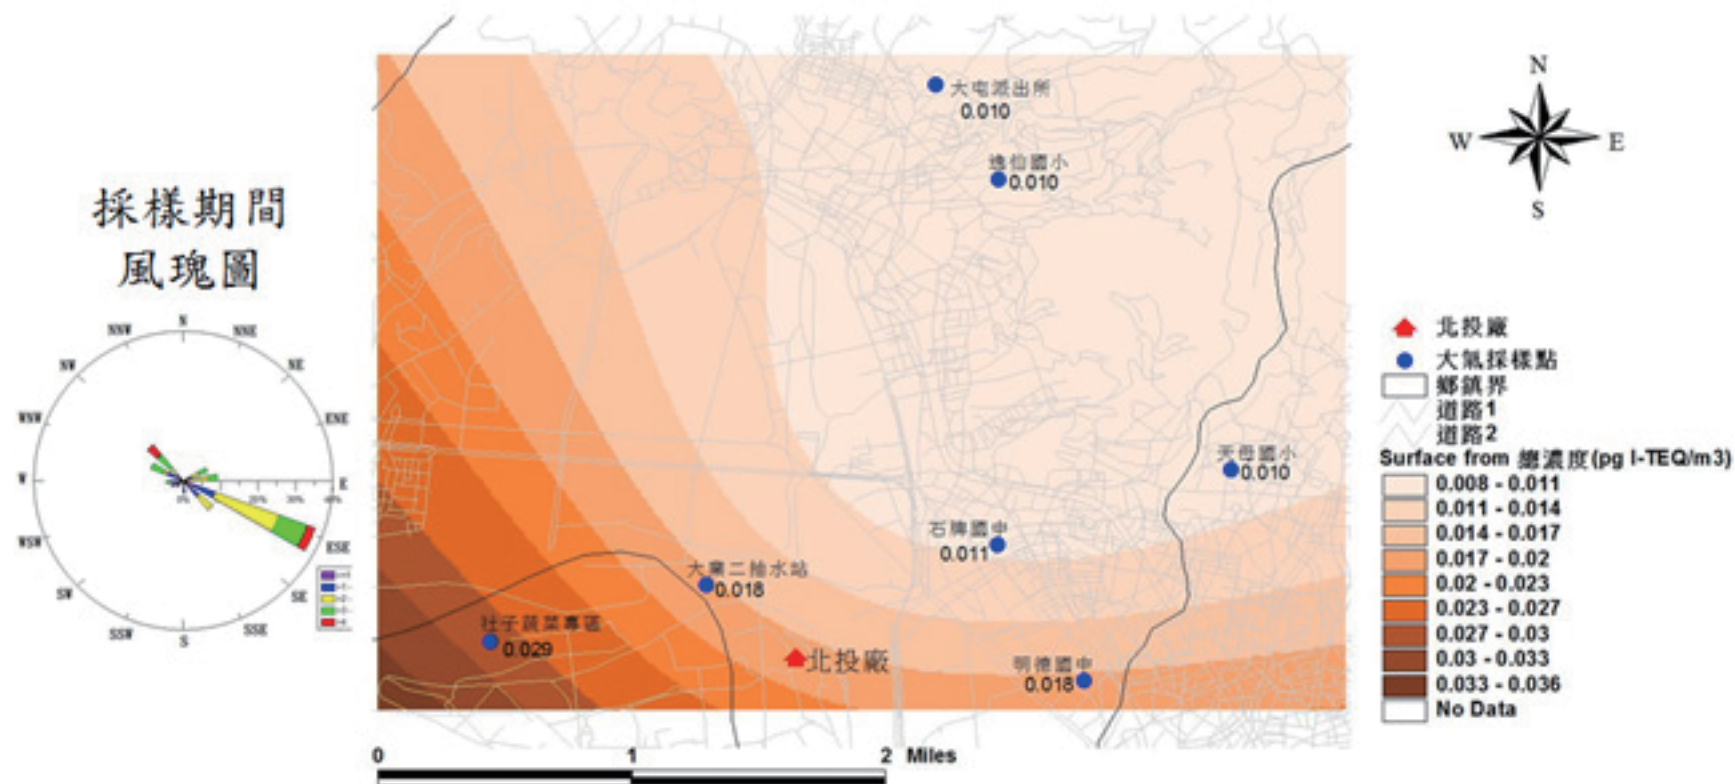 採樣期間
風瑰圖
N
NNE
NE
ENE
E
ESE
SE
SSE
S
SSW
SW
WSW
W
WNW
NW
NNW
0%
20%
30%
40%
大屯派出所
0.010
逸仙國小
0.010
天母國小
0.010
石牌國中
0.011
大業二抽水站
0.018
社子蔬菜專區
0.029
北投廠
明德國中
0.018
0
1
2 Miles
N
W
E
S
北投廠
大氣採樣點
鄉鎮界
道路1
道路2
Surface from 總濃度(pg I-TEQ/m3)
0.008 - 0.011
0.011 - 0.014
0.014 - 0.017
0.017 - 0.02
0.02 - 0.023
0.023 - 0.027
0.027 - 0.03
0.03 - 0.033
0.033 - 0.036
No Data